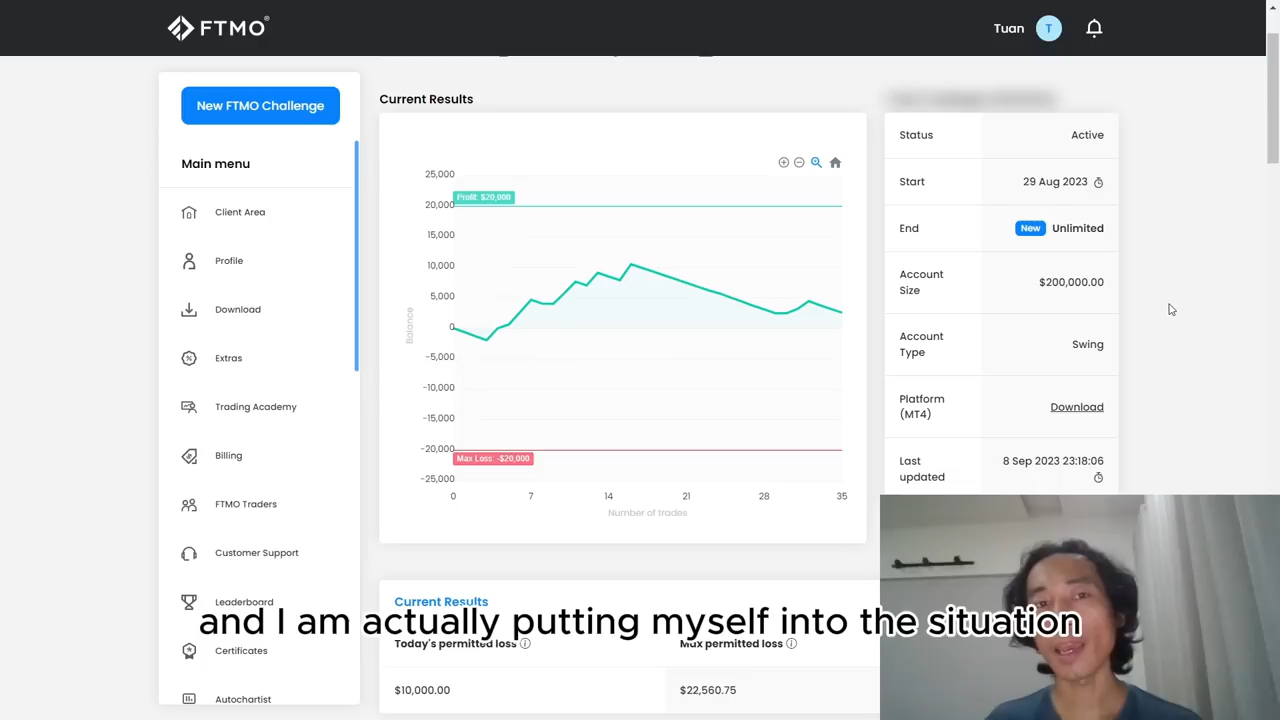 FTMO®
Tuan
T
New FTMO Challenge
Main menu
Client Area
Profile
Download
Extras
Trading Academy
Billing
FTMO Traders
Customer Support
Leaderboard
Certificates
Autochartist
Current Results
25,000
20,000
15,000
10,000
5,000
0
-5,000
-10,000
-15,000
-20,000
-25,000
Profit: $20,000
Max Loss: -$20,000
Balance
0 7 14 21 28 35
Number of trades
Status Active
Start 29 Aug 2023
End New Unlimited
Account Size $200,000.00
Account Type Swing
Platform (MT4) Download
Last updated 8 Sep 2023 23:18:06
Current Results
Today's permitted loss
Max permitted loss
$10,000.00
$22,560.75
and I am actually putting myself into the situation